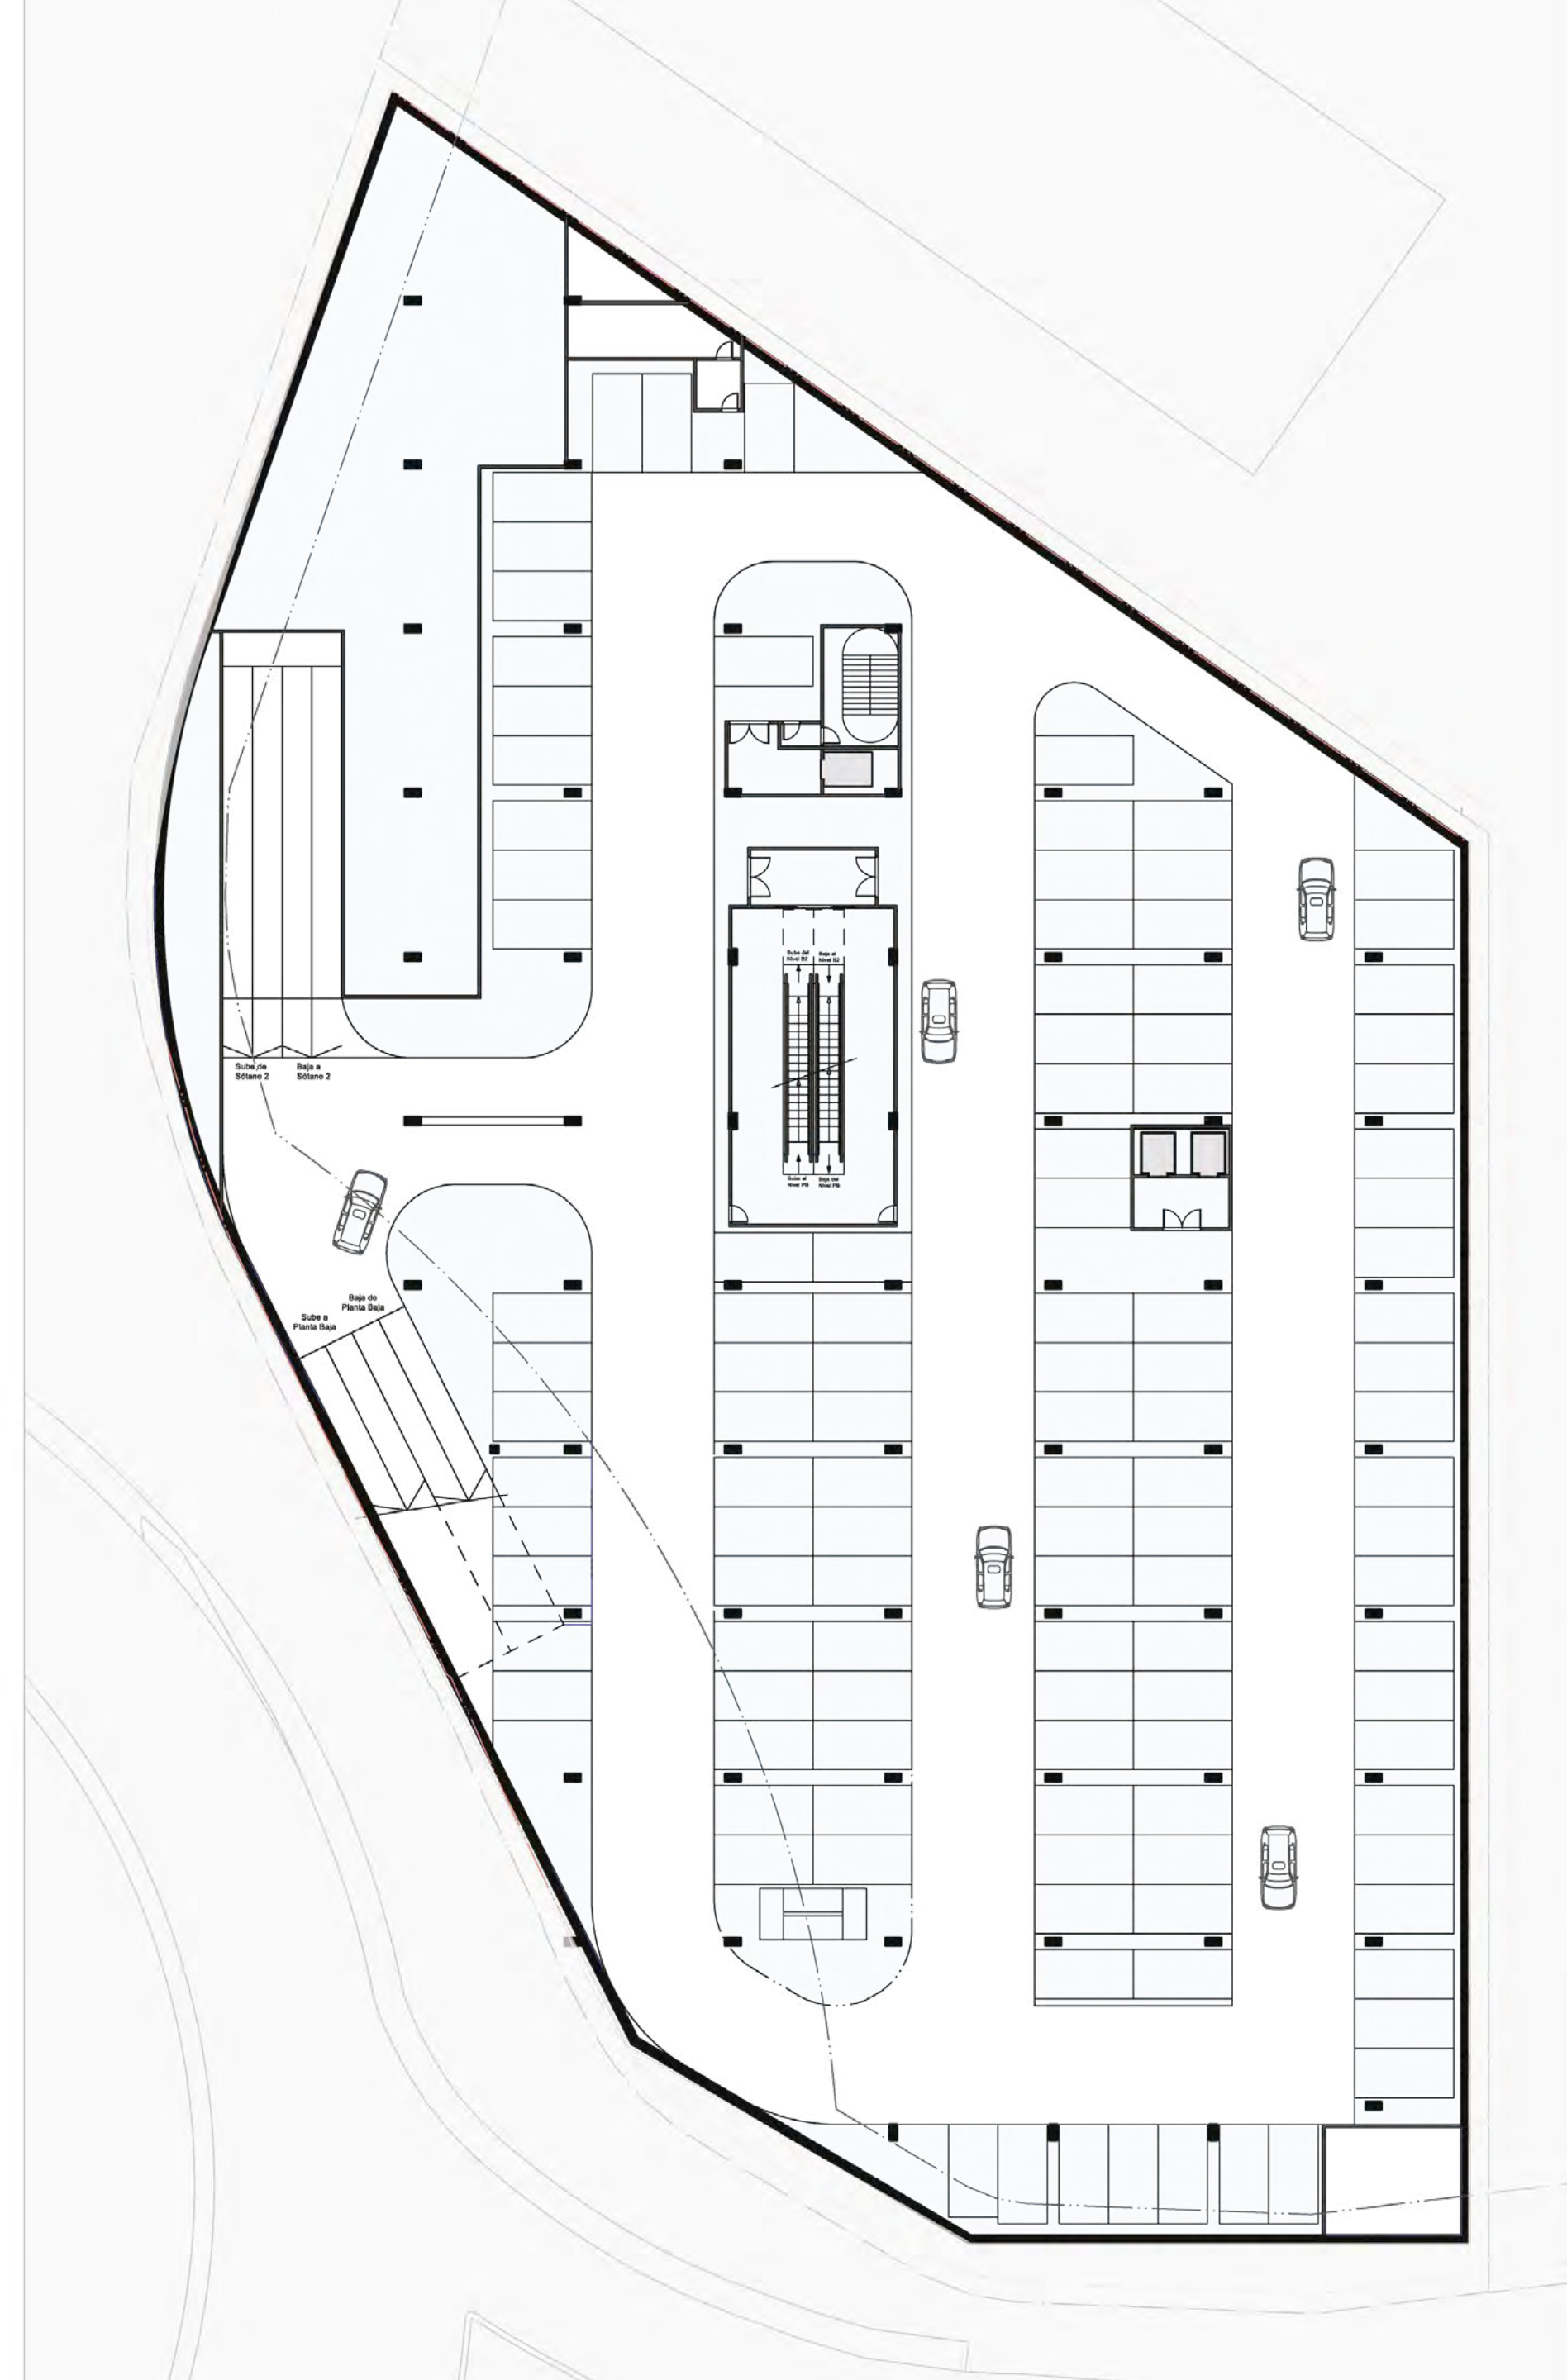 Sube del
Nivel B2
Baja al
Nivel B2
Sube de
Sótano 2
Baja a
Sótano 2
Sube al
Nivel PB
Baja del
Nivel PB
Baja de
Planta Baja
Sube a
Planta Baja